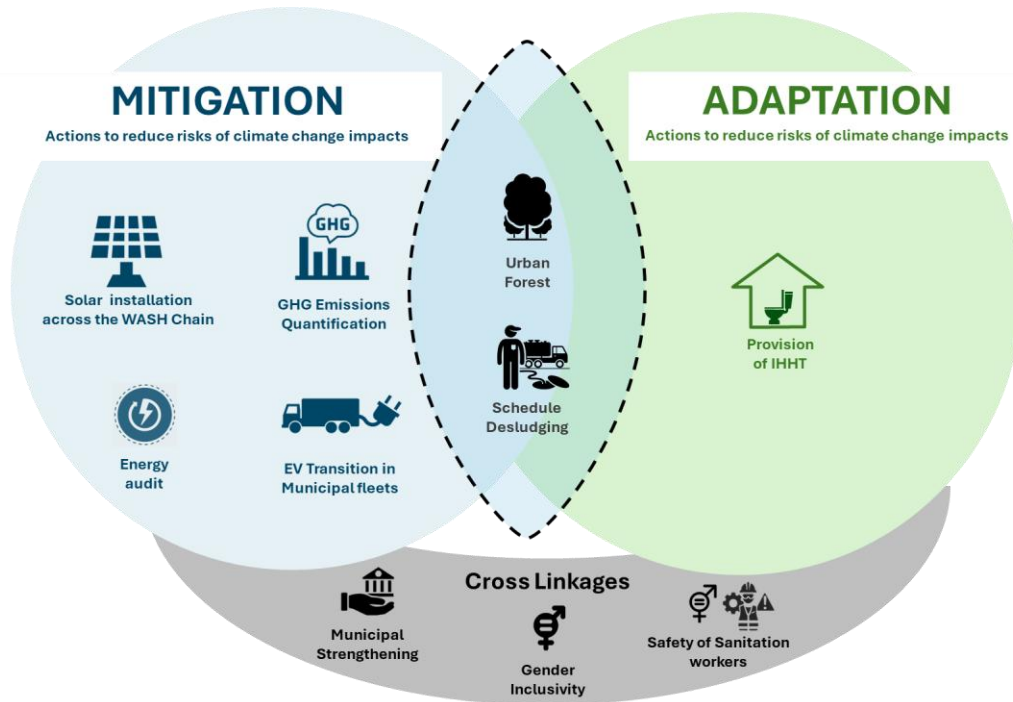 MITIGATION
Actions to reduce risks of climate change impacts
ADAPTATION
Actions to reduce risks of climate change impacts
Solar installation
across the WASH Chain
GHG
GHG Emissions
Quantification
Energy
audit
EV Transition in
Municipal fleets
Urban
Forest
Schedule
Desludging
Provision
of IHHT
Cross Linkages
Municipal
Strengthening
Gender
Inclusivity
Safety of Sanitation
workers